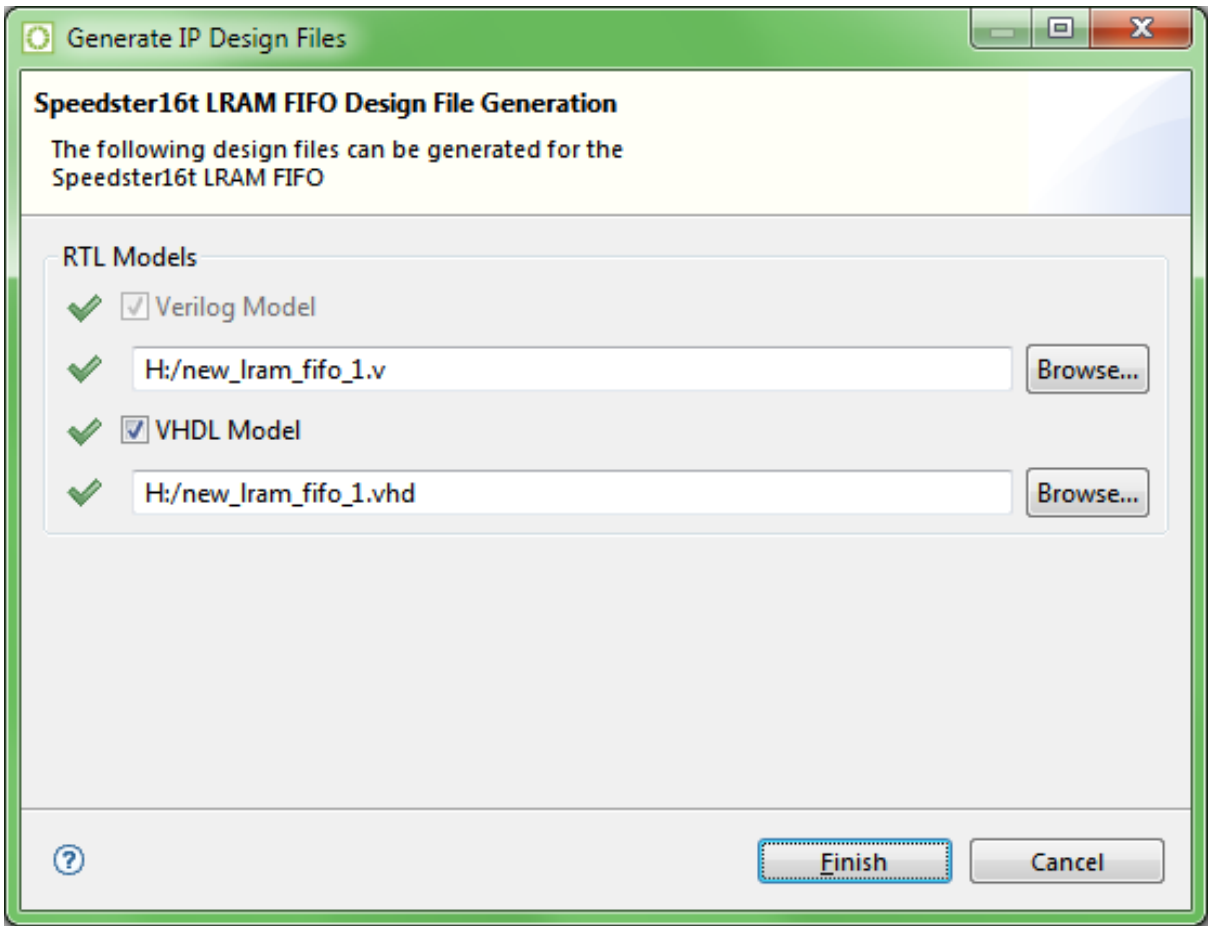 Generate IP Design Files
Speedster16t LRAM FIFO Design File Generation
The following design files can be generated for the
Speedster16t LRAM FIFO
RTL Models
Verilog Model
H:/new_lram_fifo_1.v Browse...
VHDL Model
H:/new_lram_fifo_1.vhd Browse...
Finish Cancel